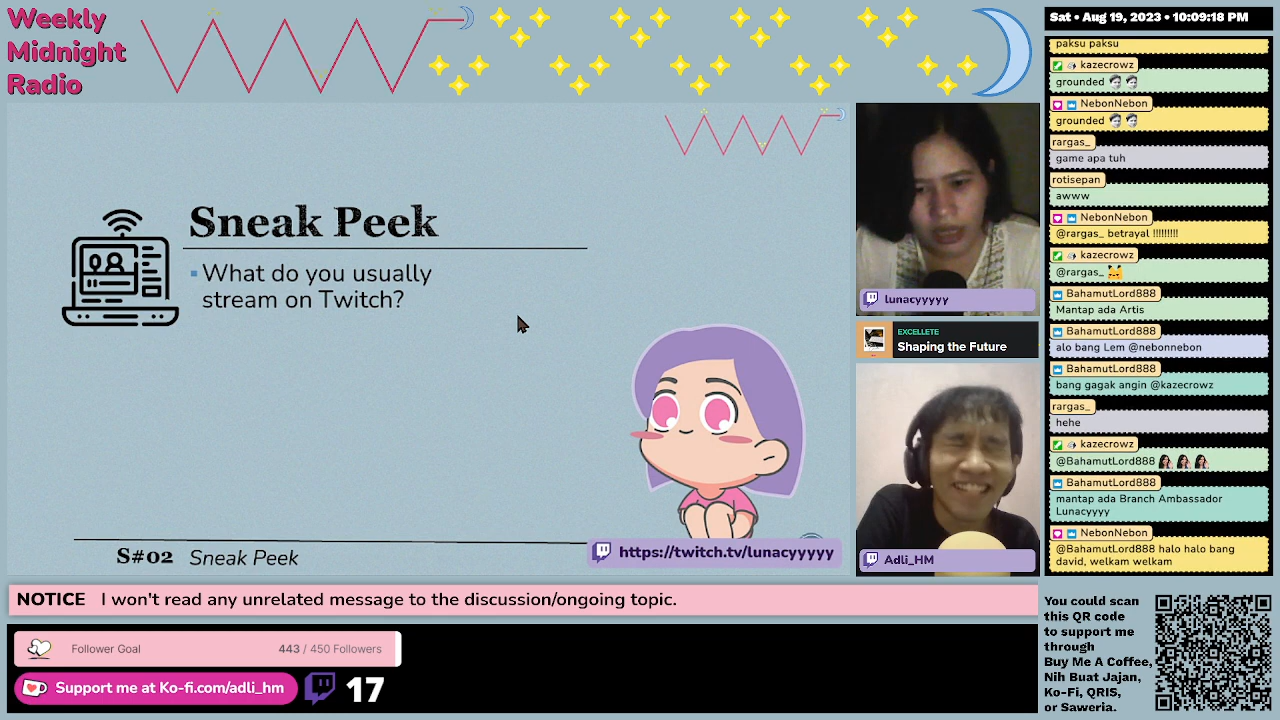 Weekly
Midnight
Radio
Sat • Aug 19, 2023 • 10:09:18 PM
Sneak Peek
What do you usually
stream on Twitch?
S#02 Sneak Peek
https://twitch.tv/lunacyyyyy
lunacyyyyy
EXCELLETE
Shaping the Future
Adli_HM
paksu paksu
kazecrowz
grounded
NebonNebon
grounded
rargas_
game apa tuh
rotisepan
awww
NebonNebon
@rargas_ betrayal !!!!!!!!!
kazecrowz
@rargas_
BahamutLord888
Mantap ada Artis
BahamutLord888
alo bang Lem @nebonnebon
BahamutLord888
bang gagak angin @kazecrowz
rargas_
hehe
kazecrowz
@BahamutLord888
BahamutLord888
mantap ada Branch Ambassador
Lunacyyyy
NebonNebon
@BahamutLord888 halo halo bang
david, welkam welkam
NOTICE I won't read any unrelated message to the discussion/ongoing topic.
Follower Goal 443 / 450 Followers
Support me at Ko-fi.com/adli_hm
17
You could scan
this QR code
to support me
through
Buy Me A Coffee,
Nih Buat Jajan,
Ko-Fi, QRIS,
or Saweria.